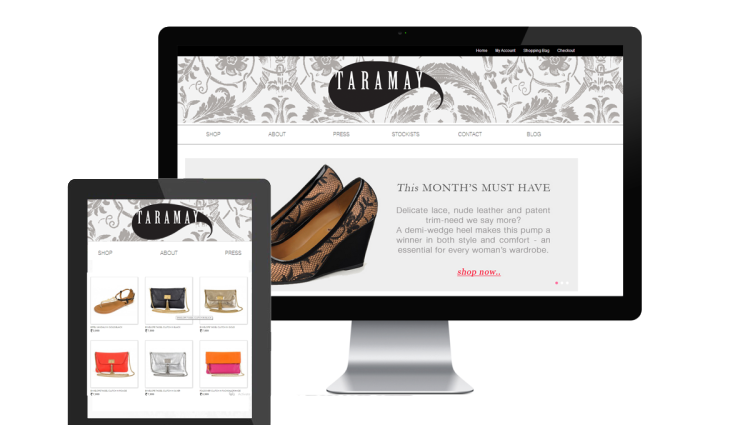 Home My Account Shopping Bag Checkout
TARAMAY
SHOP ABOUT PRESS STOCKISTS CONTACT BLOG
This MONTH'S MUST HAVE
Delicate lace, nude leather and patent
trim-need we say more?
A demi-wedge heel makes this pump a
winner in both style and comfort - an
essential for every woman's wardrobe.
shop now..
TARAMAY
SHOP ABOUT PRESS